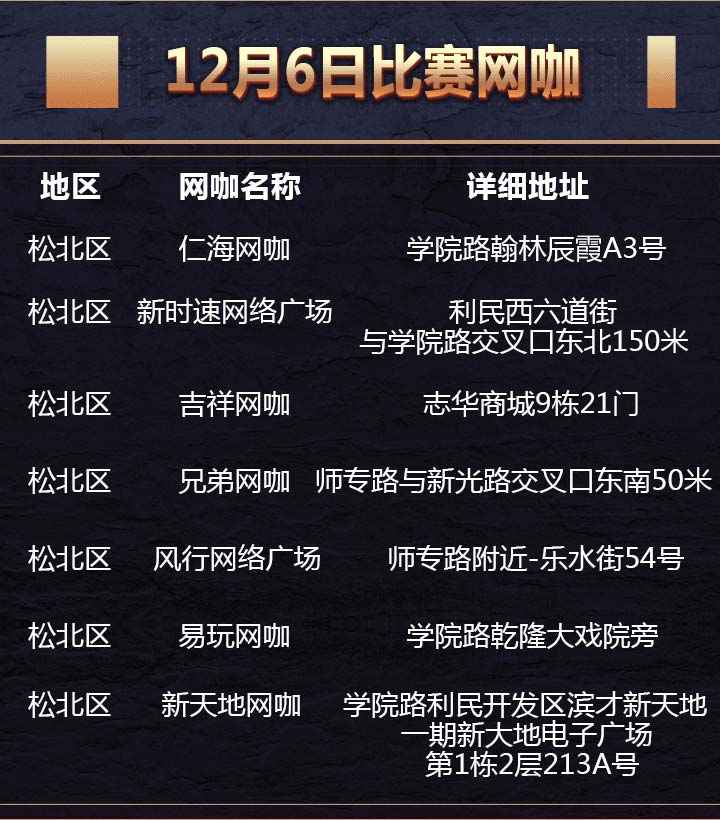 12月6日比赛网咖
地区 网咖名称 详细地址
松北区 仁海网咖 学院路翰林辰霞A3号
松北区 新时速网络广场 利民西六道街
与学院路交叉口东北150米
松北区 吉祥网咖 志华商城9栋21门
松北区 兄弟网咖 师专路与新光路交叉口东南50米
松北区 风行网络广场 师专路附近-乐水街54号
松北区 易玩网咖 学院路乾隆大戏院旁
松北区 新天地网咖 学院路利民开发区滨才新天地
一期新大地电子广场
第1栋2层213A号